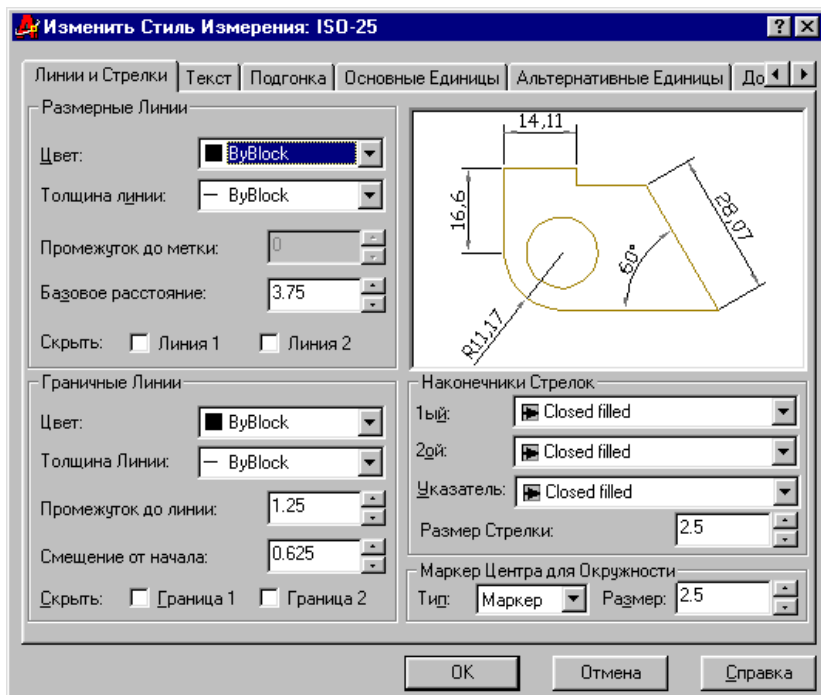 Изменить Стиль Измерения: ISO-25
Линии и Стрелки Текст Подгонка Основные Единицы Альтернативные Единицы До
Размерные Линии
Цвет: ByBlock
Толщина линии: ByBlock
Промежуток до метки: 0
Базовое расстояние: 3.75
Скрыть: Линия 1 Линия 2
14,11
16,6
28,07
60°
R11,17
Граничные Линии
Цвет: ByBlock
Толщина Линии: ByBlock
Промежуток до линии: 1.25
Смещение от начала: 0.625
Скрыть: Граница 1 Граница 2
Наконечники Стрелок
1ый: Closed filled
2ой: Closed filled
Указатель: Closed filled
Размер Стрелки: 2.5
Маркер Центра для Окружности
Тип: Маркер Размер: 2.5
OK Отмена Справка